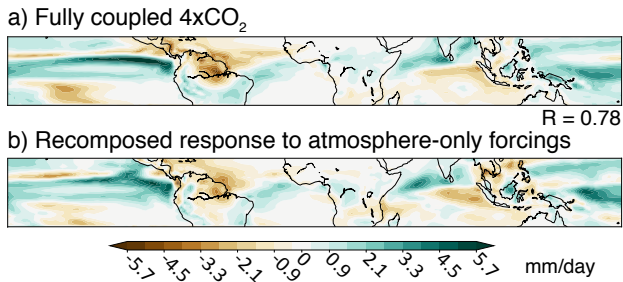 a) Fully coupled 4xCO₂
R = 0.78
b) Recomposed response to atmosphere-only forcings
-5.7 -4.5 -3.3 -2.1 -0.9 0 0.9 2.1 3.3 4.5 5.7 mm/day